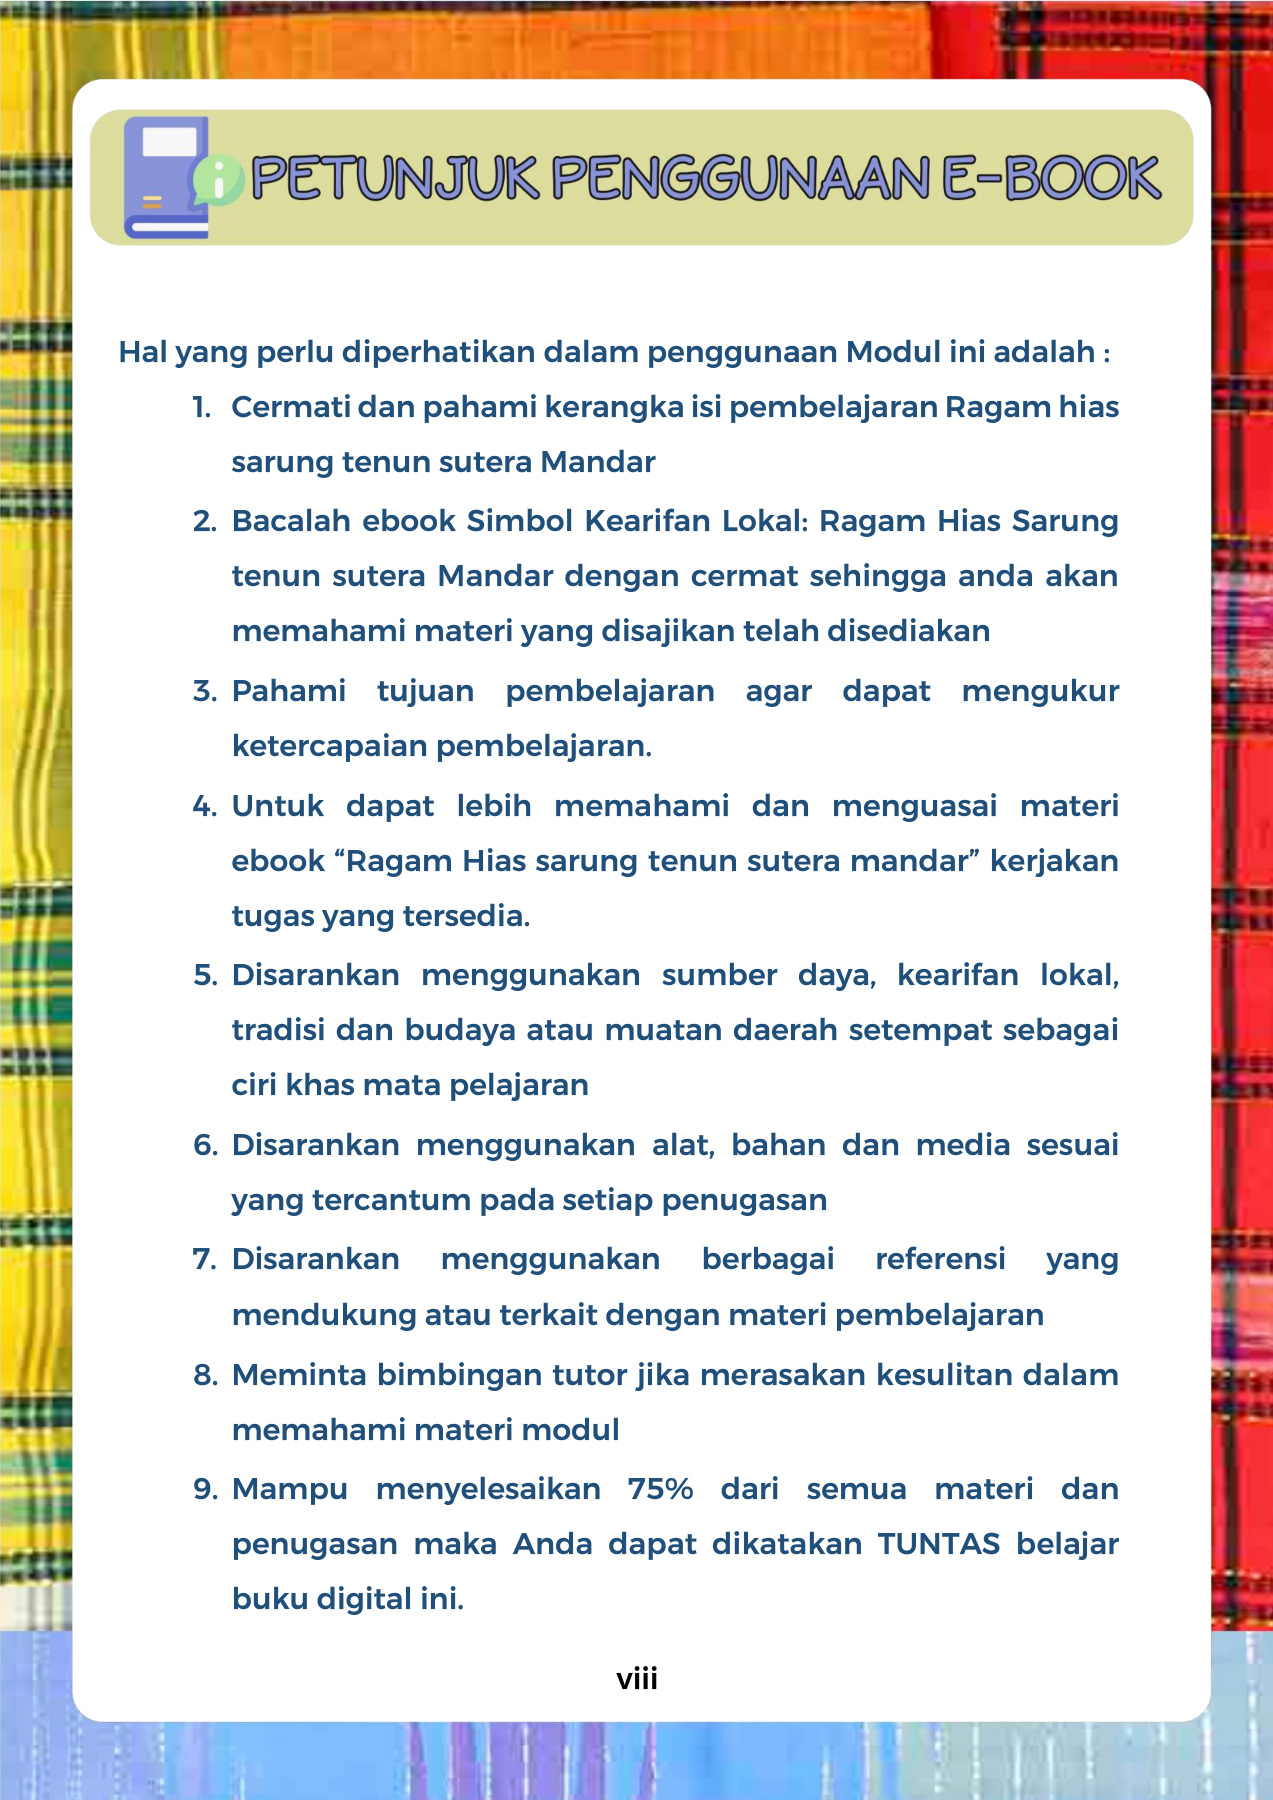 PETUNJUK PENGGUNAAN E-BOOK
Hal yang perlu diperhatikan dalam penggunaan Modul ini adalah :
1. Cermati dan pahami kerangka isi pembelajaran Ragam hias
sarung tenun sutera Mandar
2. Bacalah ebook Simbol Kearifan Lokal: Ragam Hias Sarung
tenun sutera Mandar dengan cermat sehingga anda akan
memahami materi yang disajikan telah disediakan
3. Pahami tujuan pembelajaran agar dapat mengukur
ketercapaian pembelajaran.
4. Untuk dapat lebih memahami dan menguasai materi
ebook “Ragam Hias sarung tenun sutera mandar” kerjakan
tugas yang tersedia.
5. Disarankan menggunakan sumber daya, kearifan lokal,
tradisi dan budaya atau muatan daerah setempat sebagai
ciri khas mata pelajaran
6. Disarankan menggunakan alat, bahan dan media sesuai
yang tercantum pada setiap penugasan
7. Disarankan menggunakan berbagai referensi yang
mendukung atau terkait dengan materi pembelajaran
8. Meminta bimbingan tutor jika merasakan kesulitan dalam
memahami materi modul
9. Mampu menyelesaikan 75% dari semua materi dan
penugasan maka Anda dapat dikatakan TUNTAS belajar
buku digital ini.
viii